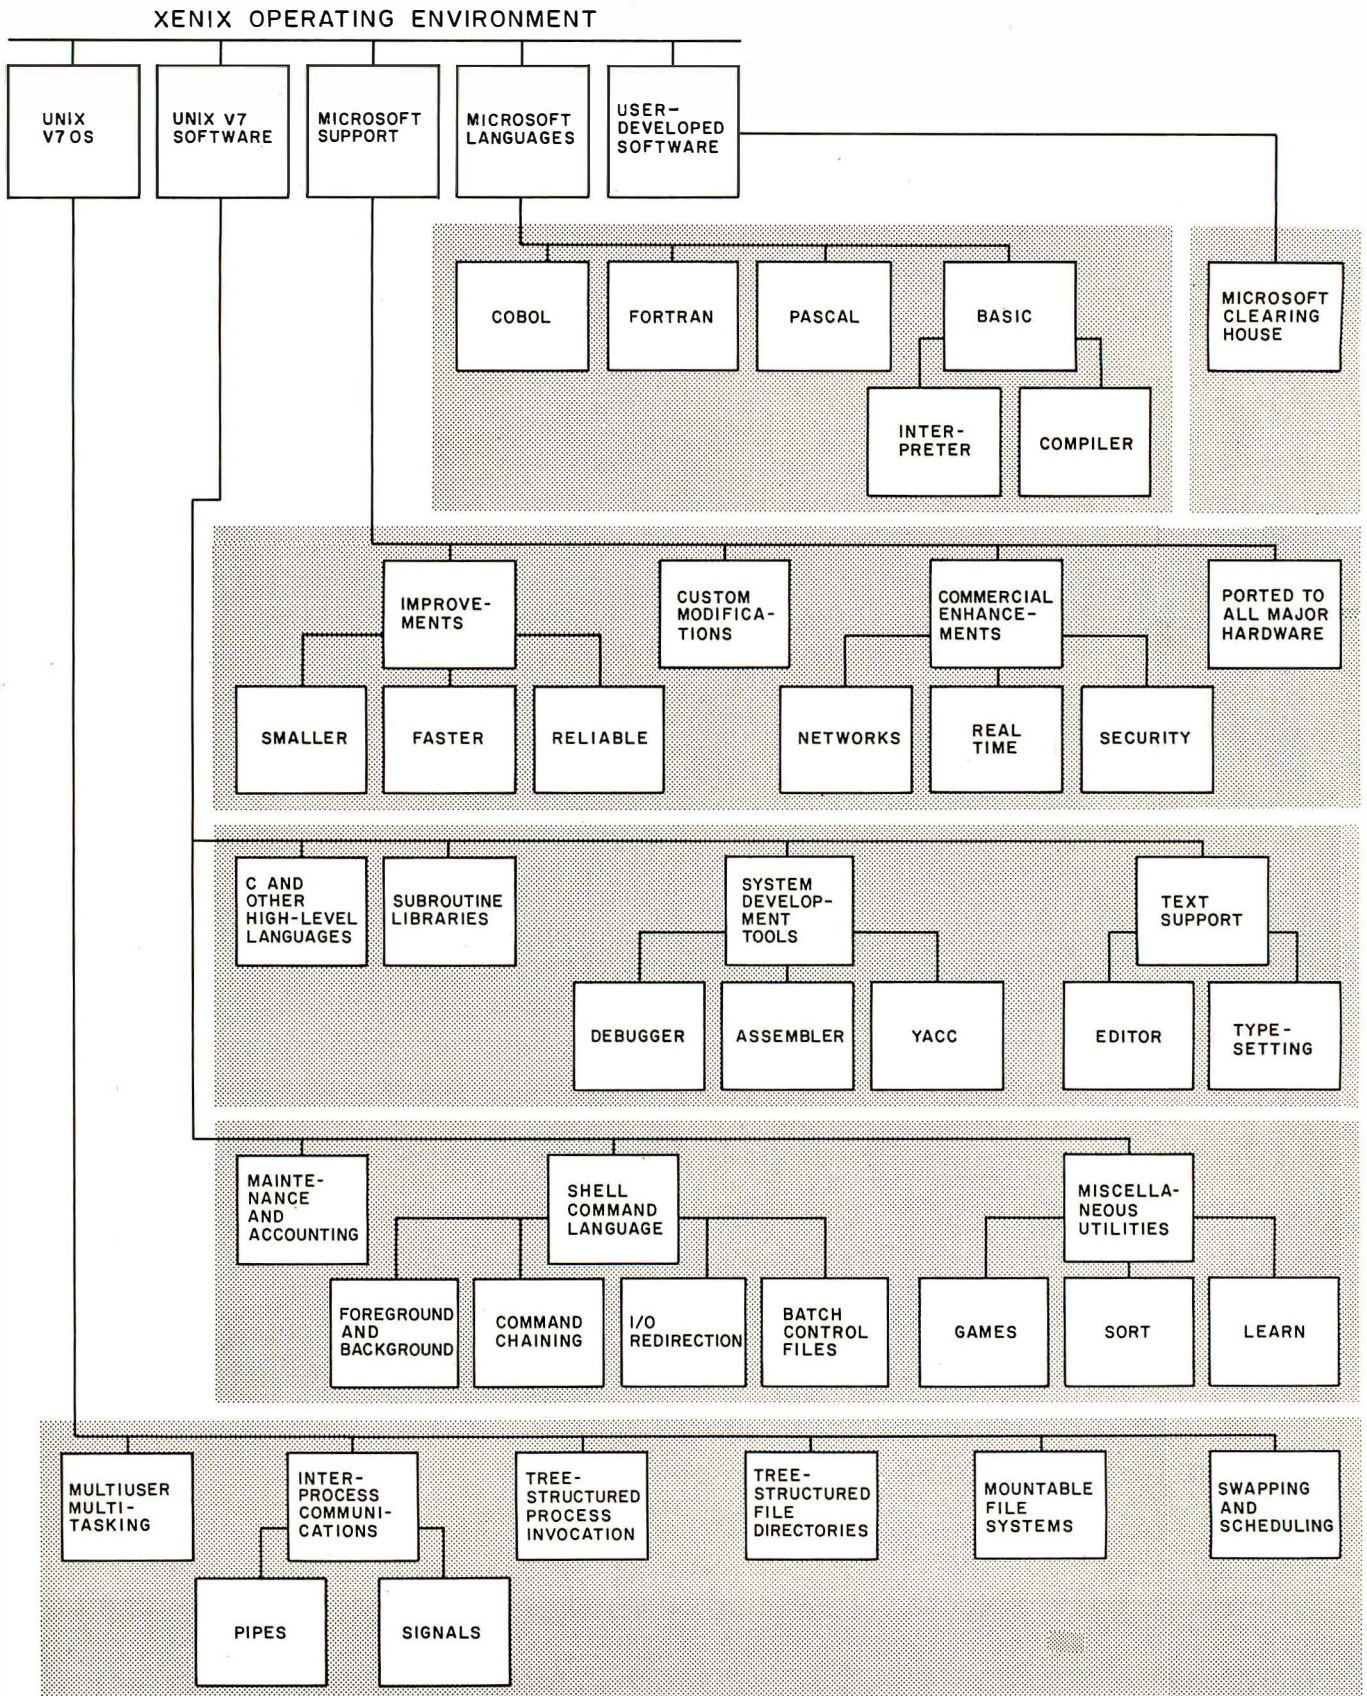 XENIX OPERATING ENVIRONMENT
UNIX
V7 OS
UNIX V7
SOFTWARE
MICROSOFT
SUPPORT
MICROSOFT
LANGUAGES
USER-
DEVELOPED
SOFTWARE
COBOL
FORTRAN
PASCAL
BASIC
MICROSOFT
CLEARING
HOUSE
INTER-
PRETER
COMPILER
IMPROVE-
MENTS
CUSTOM
MODIFICA-
TIONS
COMMERCIAL
ENHANCE-
MENTS
PORTED TO
ALL MAJOR
HARDWARE
SMALLER
FASTER
RELIABLE
NETWORKS
REAL
TIME
SECURITY
C AND
OTHER
HIGH-LEVEL
LANGUAGES
SUBROUTINE
LIBRARIES
SYSTEM
DEVELOP-
MENT
TOOLS
TEXT
SUPPORT
DEBUGGER
ASSEMBLER
YACC
EDITOR
TYPE-
SETTING
MAINTE-
NANCE
AND
ACCOUNTING
SHELL
COMMAND
LANGUAGE
MISCELLA-
NEOUS
UTILITIES
FOREGROUND
AND
BACKGROUND
COMMAND
CHAINING
I/O
REDIRECTION
BATCH
CONTROL
FILES
GAMES
SORT
LEARN
MULTIUSER
MULTI-
TASKING
INTER-
PROCESS
COMMUNI-
CATIONS
TREE-
STRUCTURED
PROCESS
INVOCATION
TREE-
STRUCTURED
FILE
DIRECTORIES
MOUNTABLE
FILE
SYSTEMS
SWAPPING
AND
SCHEDULING
PIPES
SIGNALS